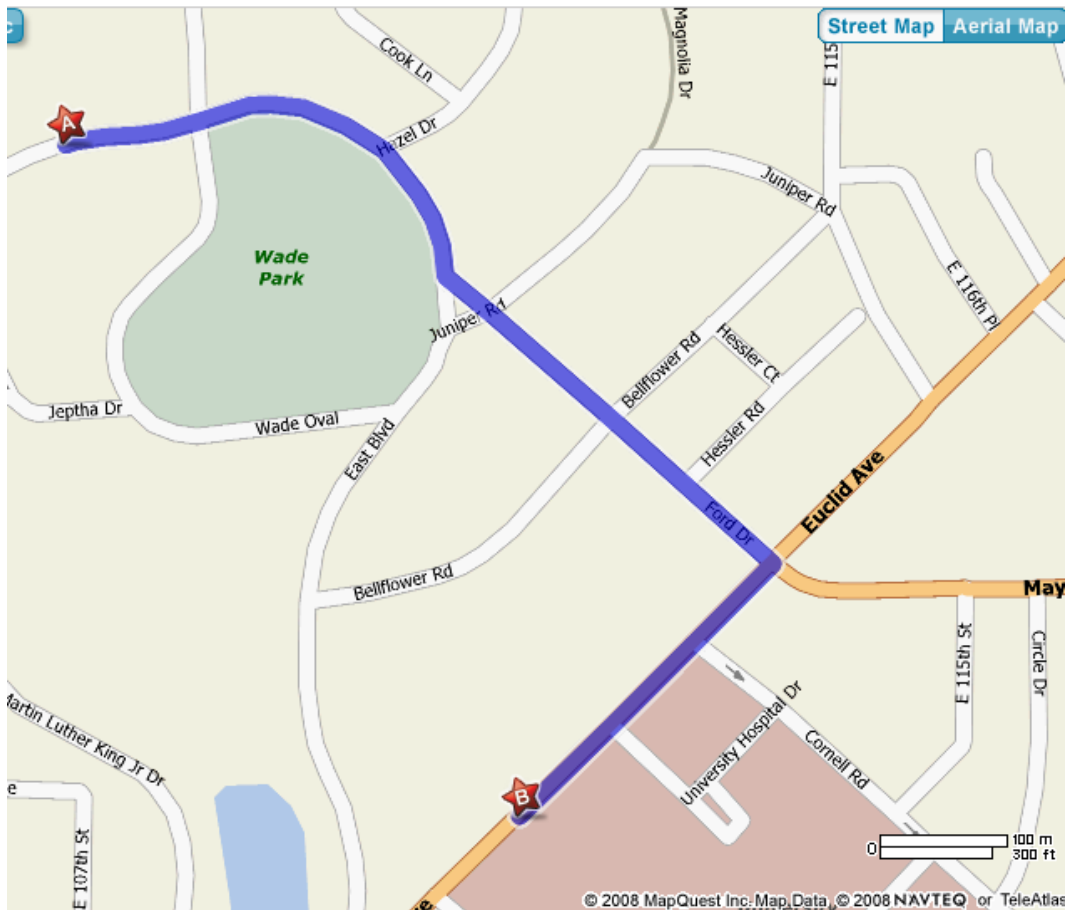 c
Street Map
Aerial Map
Cook Ln
Magnolia Dr
E 115
A
Hazel Dr
Juniper Rd
Wade
Park
E 116th Pl
Juniper Rd
Hessler Ct
Bellflower Rd
Jeptha Dr
Wade Oval
East Blvd
Hessler Rd
Euclid Ave
Ford Dr
Bellflower Rd
May
E 115th St
Circle Dr
University Hospital Dr
Cornell Rd
Martin Luther King Jr Dr
e
B
E 107th St
0
100 m
300 ft
ve
© 2008 MapQuest Inc. Map Data © 2008 NAVTEQ or TeleAtlas